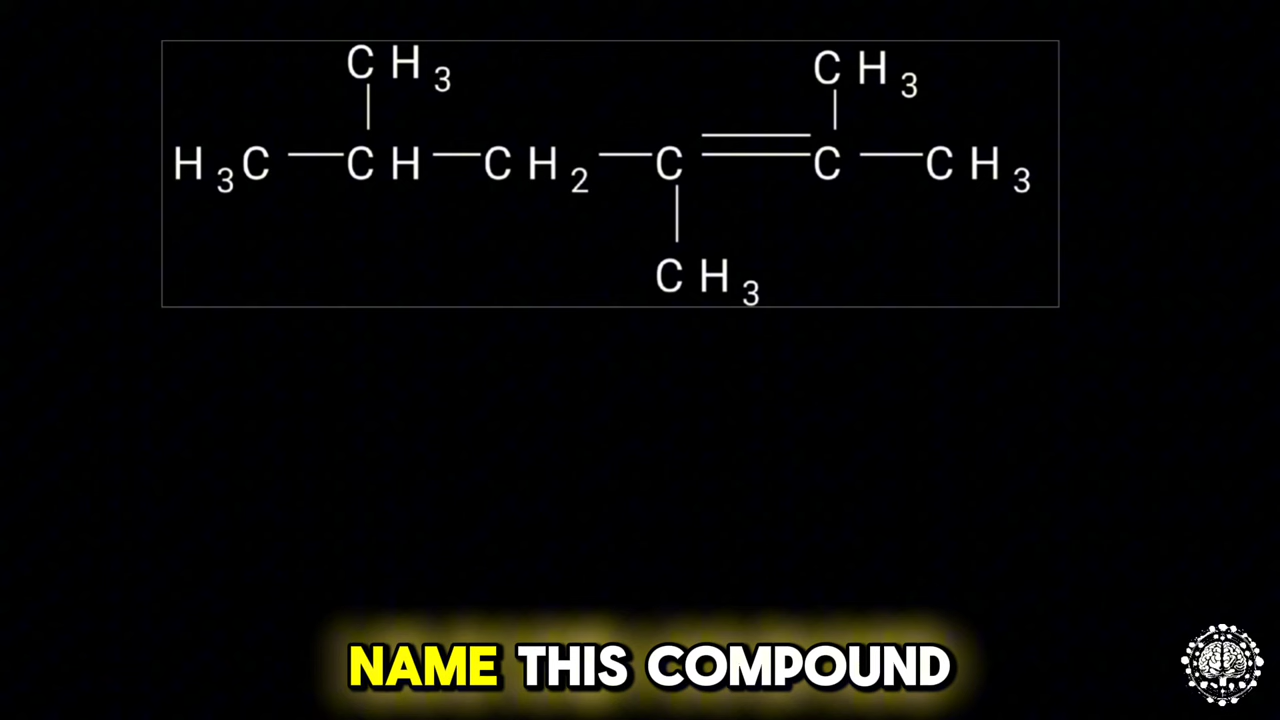 CH3 CH3
H3C—CH—CH2—C=C—CH3
CH3
NAME THIS COMPOUND